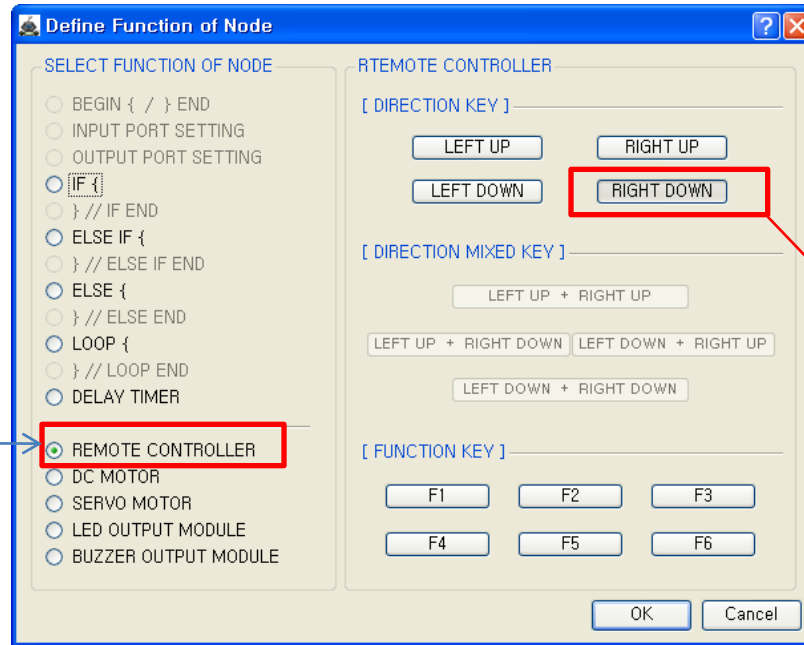 Define Function of Node
SELECT FUNCTION OF NODE
BEGIN { / } END
INPUT PORT SETTING
OUTPUT PORT SETTING
IF {
} // IF END
ELSE IF {
} // ELSE IF END
ELSE {
} // ELSE END
LOOP {
} // LOOP END
DELAY TIMER
REMOTE CONTROLLER
DC MOTOR
SERVO MOTOR
LED OUTPUT MODULE
BUZZER OUTPUT MODULE
RTEMOTE CONTROLLER
[ DIRECTION KEY ]
LEFT UP RIGHT UP
LEFT DOWN RIGHT DOWN
[ DIRECTION MIXED KEY ]
LEFT UP + RIGHT UP
LEFT UP + RIGHT DOWN LEFT DOWN + RIGHT UP
LEFT DOWN + RIGHT DOWN
[ FUNCTION KEY ]
F1 F2 F3
F4 F5 F6
OK Cancel